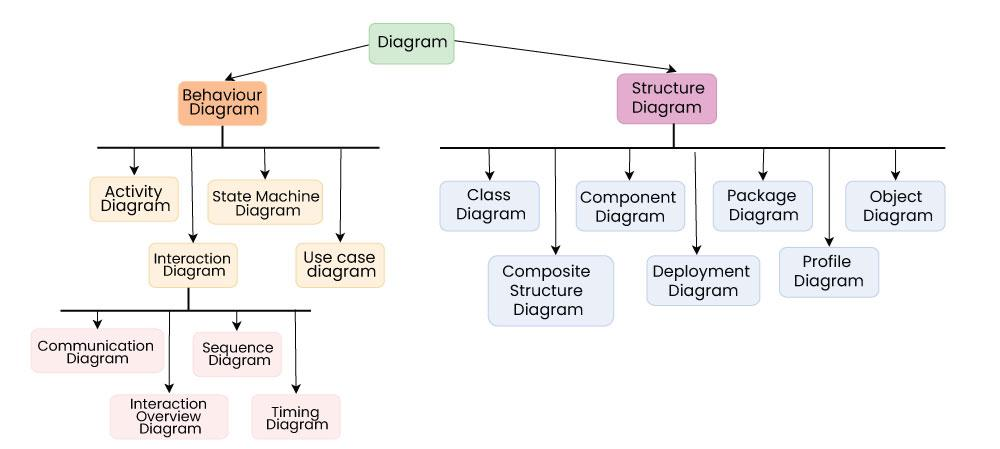 Diagram
Behaviour
Diagram
Structure
Diagram
Activity
Diagram
State Machine
Diagram
Interaction
Diagram
Use case
diagram
Communication
Diagram
Sequence
Diagram
Interaction
Overview
Diagram
Timing
Diagram
Class
Diagram
Component
Diagram
Package
Diagram
Object
Diagram
Composite
Structure
Diagram
Deployment
Diagram
Profile
Diagram